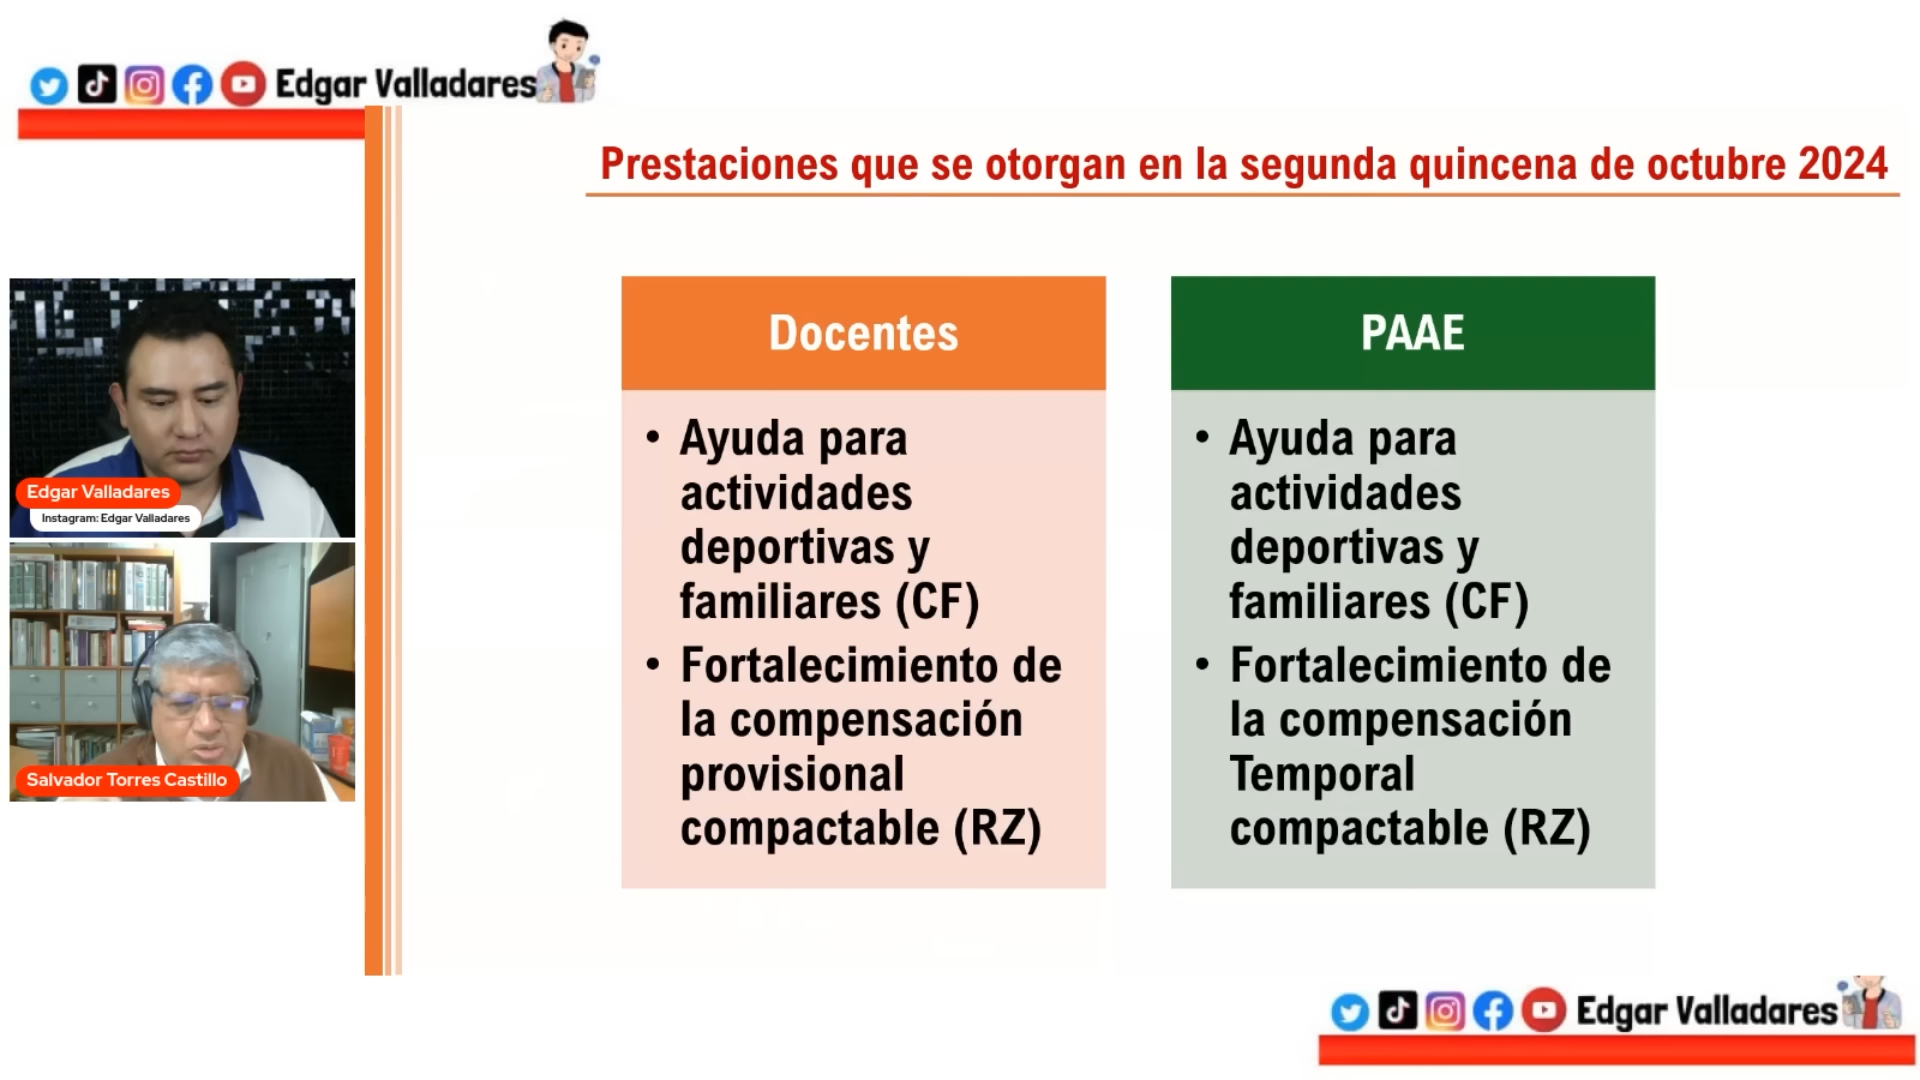 Edgar Valladares
Prestaciones que se otorgan en la segunda quincena de octubre 2024
Edgar Valladares
Instagram: Edgar Valladares
Salvador Torres Castillo
Docentes
• Ayuda para
actividades
deportivas y
familiares (CF)
• Fortalecimiento de
la compensación
provisional
compactable (RZ)
PAAE
• Ayuda para
actividades
deportivas y
familiares (CF)
• Fortalecimiento de
la compensación
Temporal
compactable (RZ)
Edgar Valladares